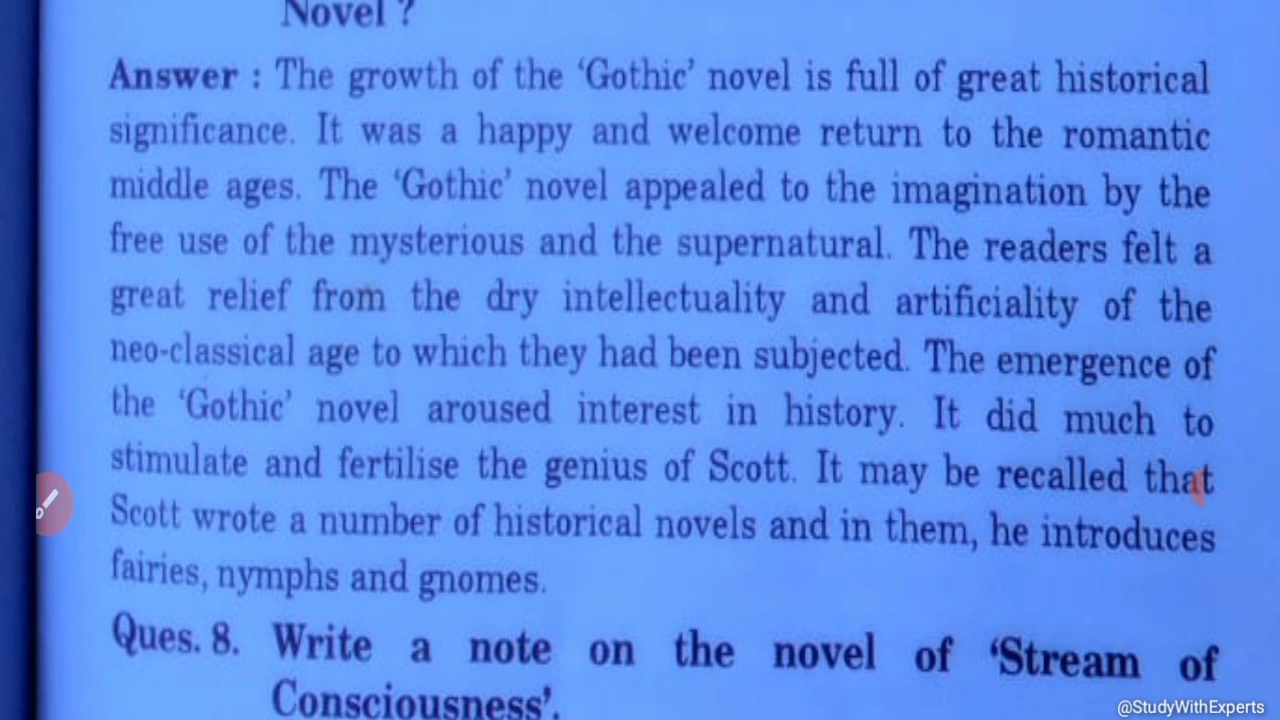 Novel ?
Answer : The growth of the ‘Gothic’ novel is full of great historical
significance. It was a happy and welcome return to the romantic
middle ages. The ‘Gothic’ novel appealed to the imagination by the
free use of the mysterious and the supernatural. The readers felt a
great relief from the dry intellectuality and artificiality of the
neo-classical age to which they had been subjected. The emergence of
the ‘Gothic’ novel aroused interest in history. It did much to
stimulate and fertilise the genius of Scott. It may be recalled that
Scott wrote a number of historical novels and in them, he introduces
fairies, nymphs and gnomes.
Ques. 8. Write a note on the novel of ‘Stream of
Consciousness’.
@StudyWithExperts